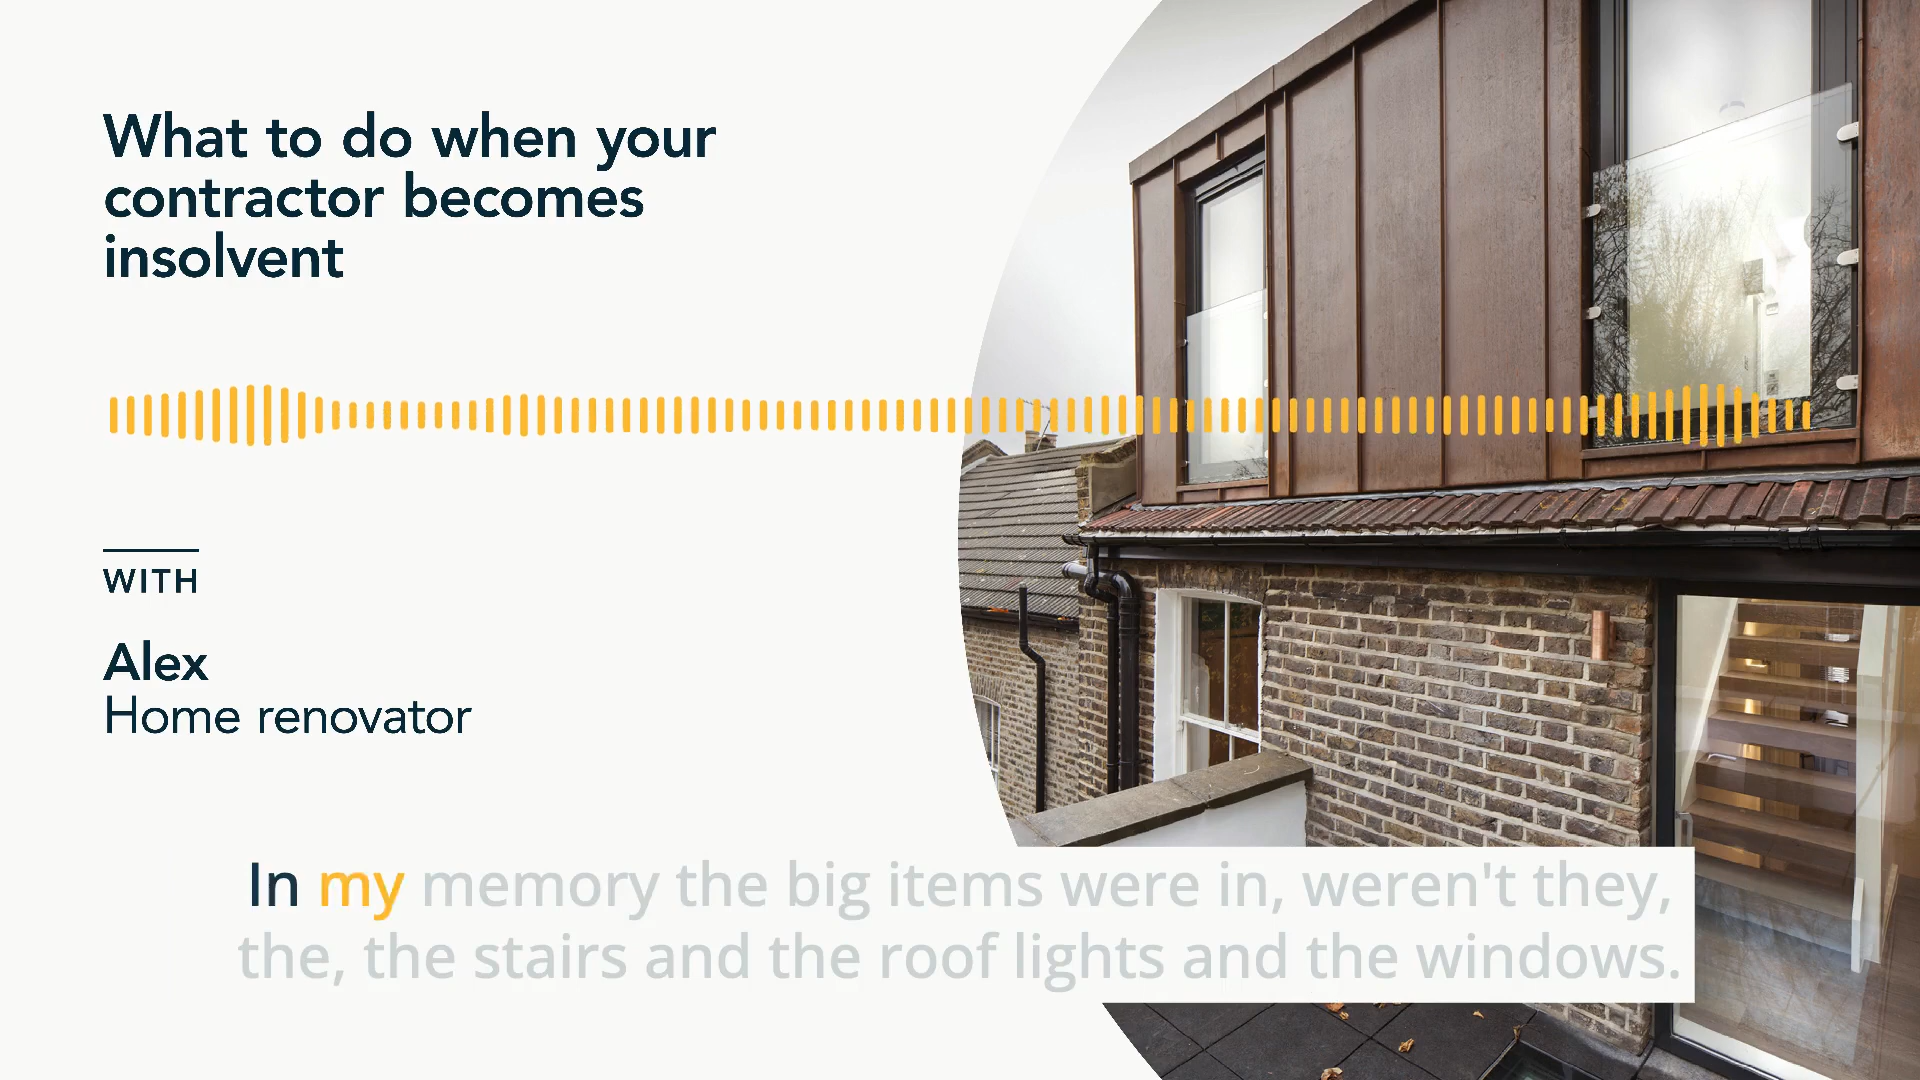 What to do when your
contractor becomes
insolvent
WITH
Alex
Home renovator
In my memory the big items were in, weren't they,
the, the stairs and the roof lights and the windows.